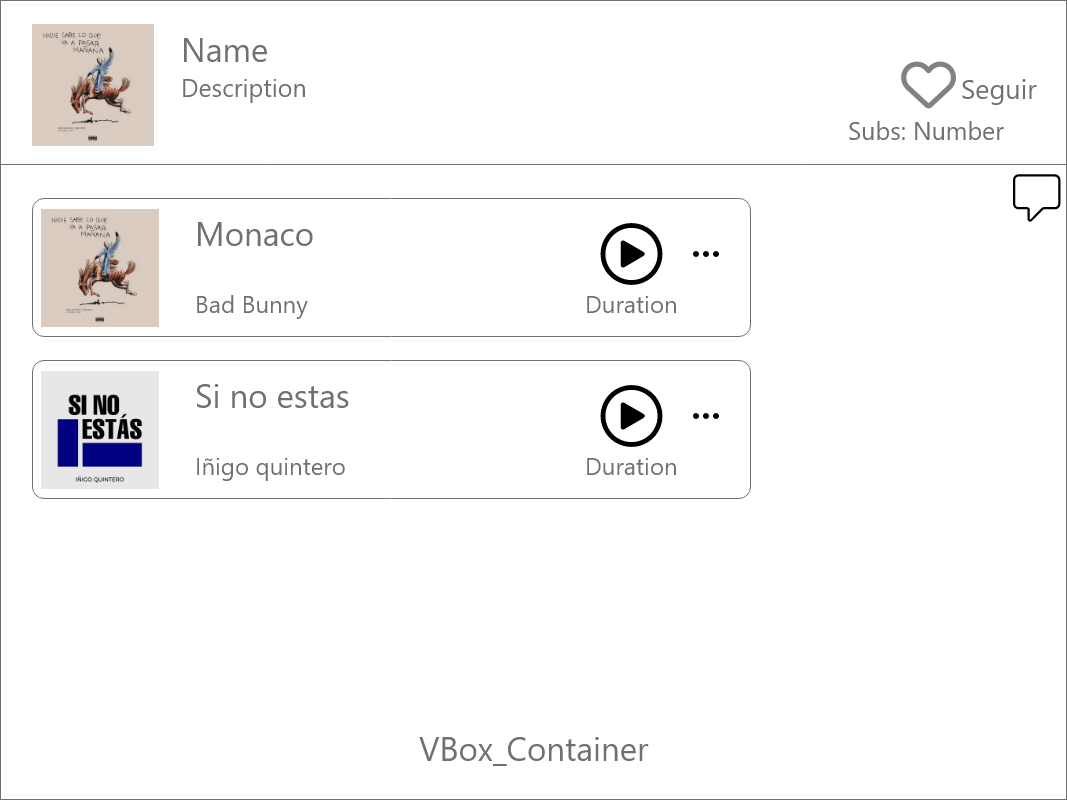 NADIE SABE LO QUE
VA A PASAR
MAÑANA
Name
Description
Seguir
Subs: Number
NADIE SABE LO QUE
VA A PASAR
MAÑANA
Monaco
Bad Bunny
Duration
SI NO
ESTÁS
IÑIGO QUINTERO
Si no estas
Iñigo quintero
Duration
VBox_Container